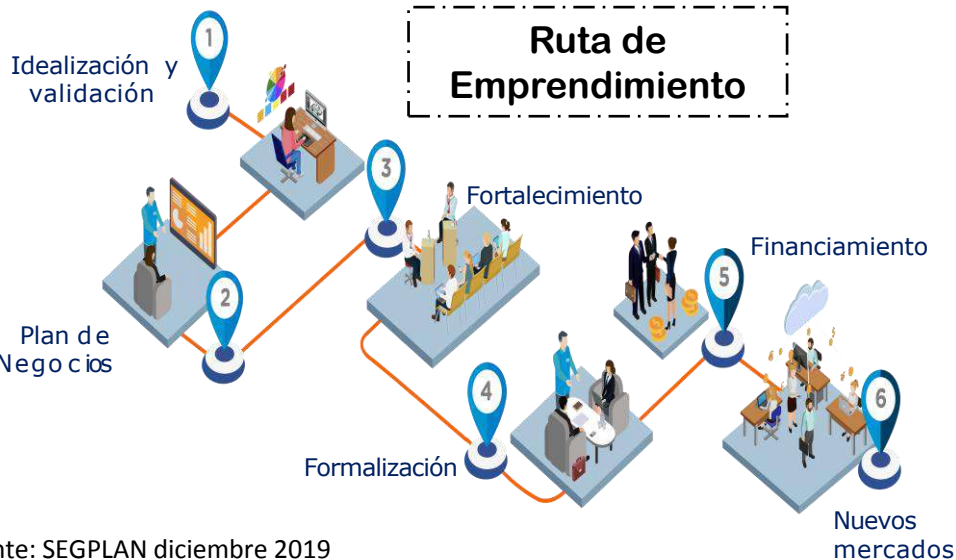 Ruta de
Emprendimiento
1
Idealización y
validación
2
Plan de
Negocios
3
Fortalecimiento
4
Formalización
5
Financiamiento
6
Nuevos
mercados
nte: SEGPLAN diciembre 2019